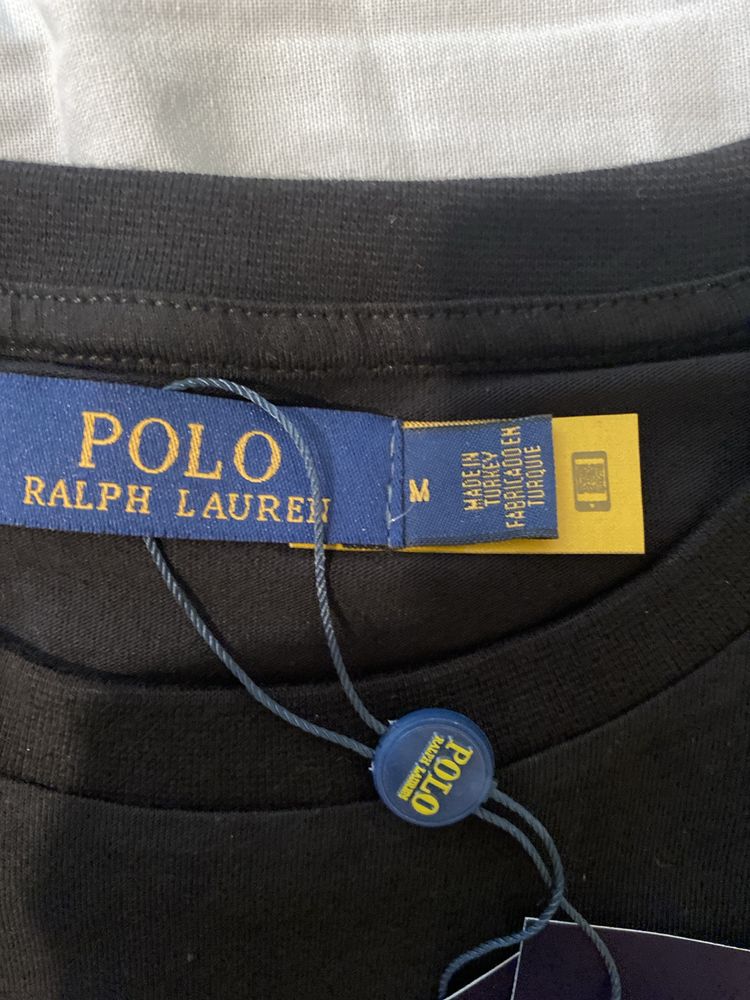 POLO
RALPH LAUREN
M
MADE IN
TURKEY
FABRICADO EN
TURQUIE
POLO
RALPH LAUREN